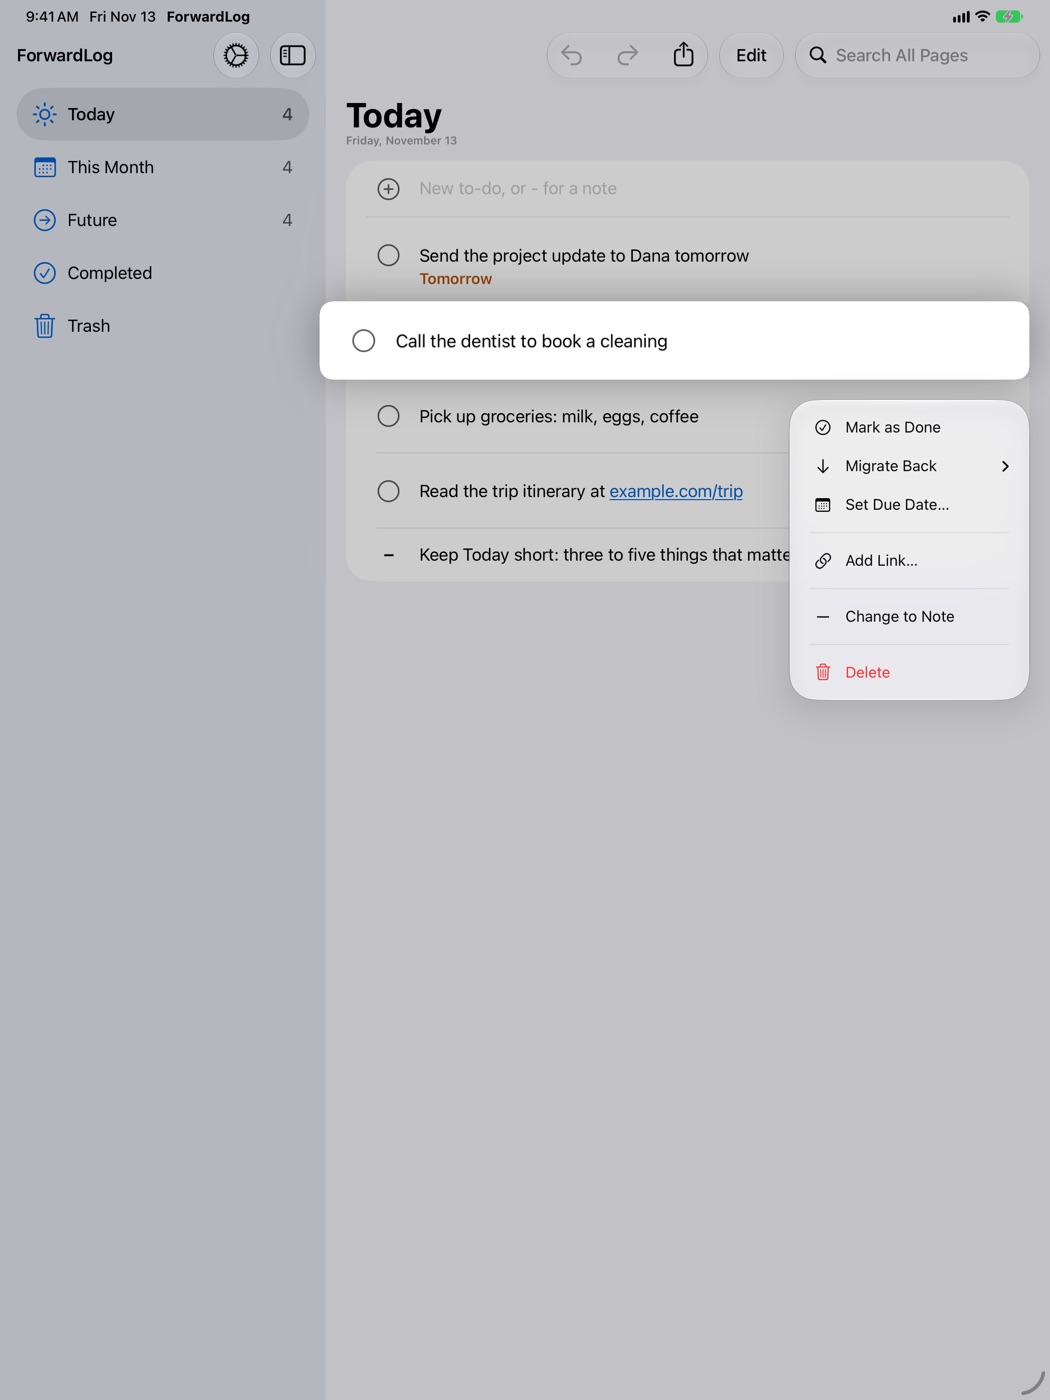 9:41 AM Fri Nov 13 ForwardLog
ForwardLog
Edit
Search All Pages
Today 4
This Month 4
Future 4
Completed
Trash
Today
Friday, November 13
New to-do, or - for a note
Send the project update to Dana tomorrow
Tomorrow
Call the dentist to book a cleaning
Pick up groceries: milk, eggs, coffee
Read the trip itinerary at example.com/trip
– Keep Today short: three to five things that matte
Mark as Done
Migrate Back
Set Due Date...
Add Link...
Change to Note
Delete